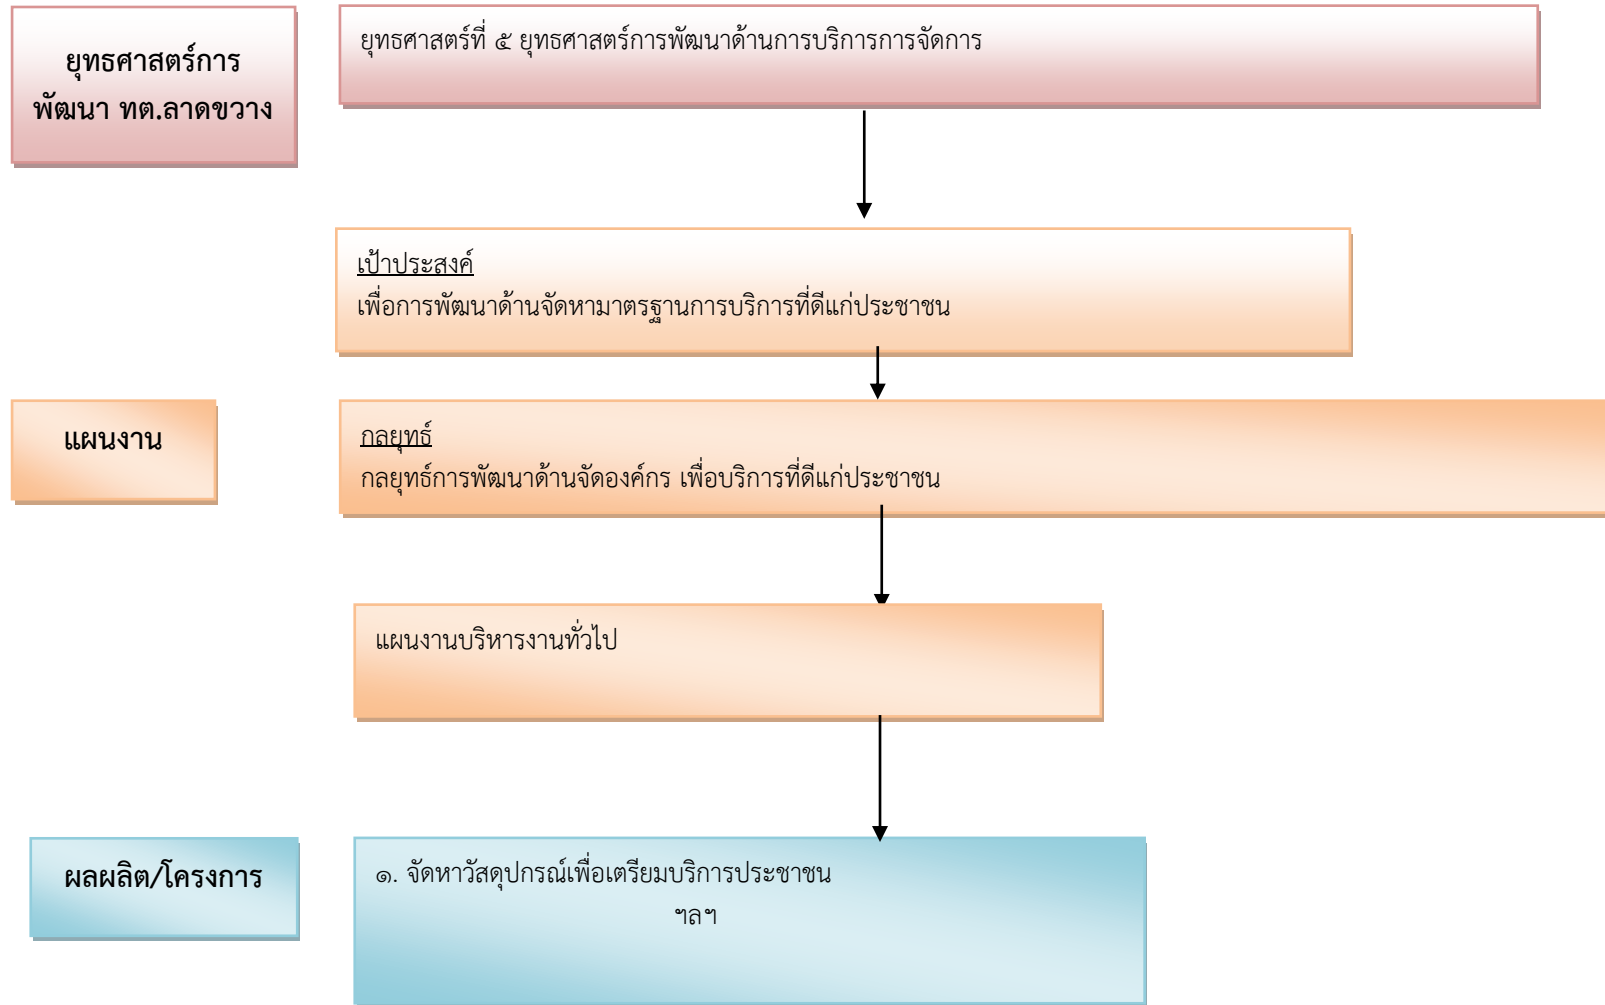 ยุทธศาสตร์การ
พัฒนา ทต.ลาดขวาง
ยุทธศาสตร์ที่ ๕ ยุทธศาสตร์การพัฒนาด้านการบริการการจัดการ
เป้าประสงค์
เพื่อการพัฒนาด้านจัดหามาตรฐานการบริการที่ดีแก่ประชาชน
แผนงาน
กลยุทธ์
กลยุทธ์การพัฒนาด้านจัดองค์กร เพื่อบริการที่ดีแก่ประชาชน
แผนงานบริหารงานทั่วไป
ผลผลิต/โครงการ
๑. จัดหาวัสดุปกรณ์เพื่อเตรียมบริการประชาชน
ฯลฯ